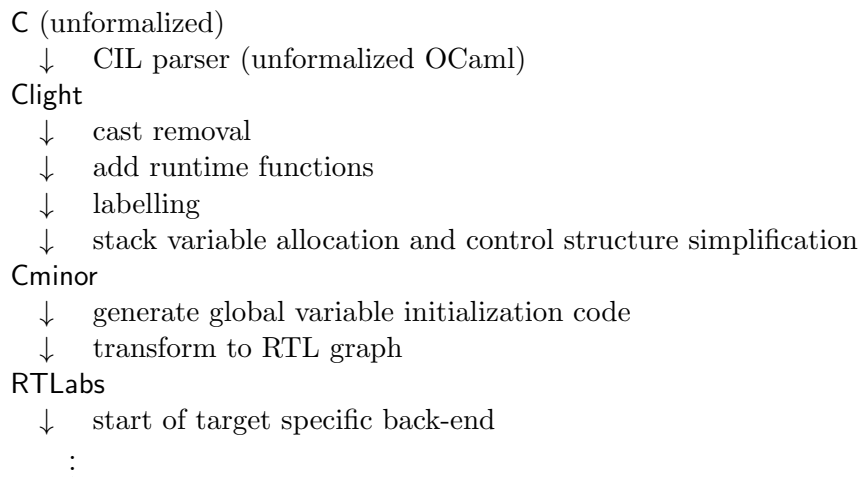 C (unformalized)
↓ CIL parser (unformalized OCaml)
Clight
↓ cast removal
↓ add runtime functions
↓ labelling
↓ stack variable allocation and control structure simplification
Cminor
↓ generate global variable initialization code
↓ transform to RTL graph
RTLabs
↓ start of target specific back-end
: